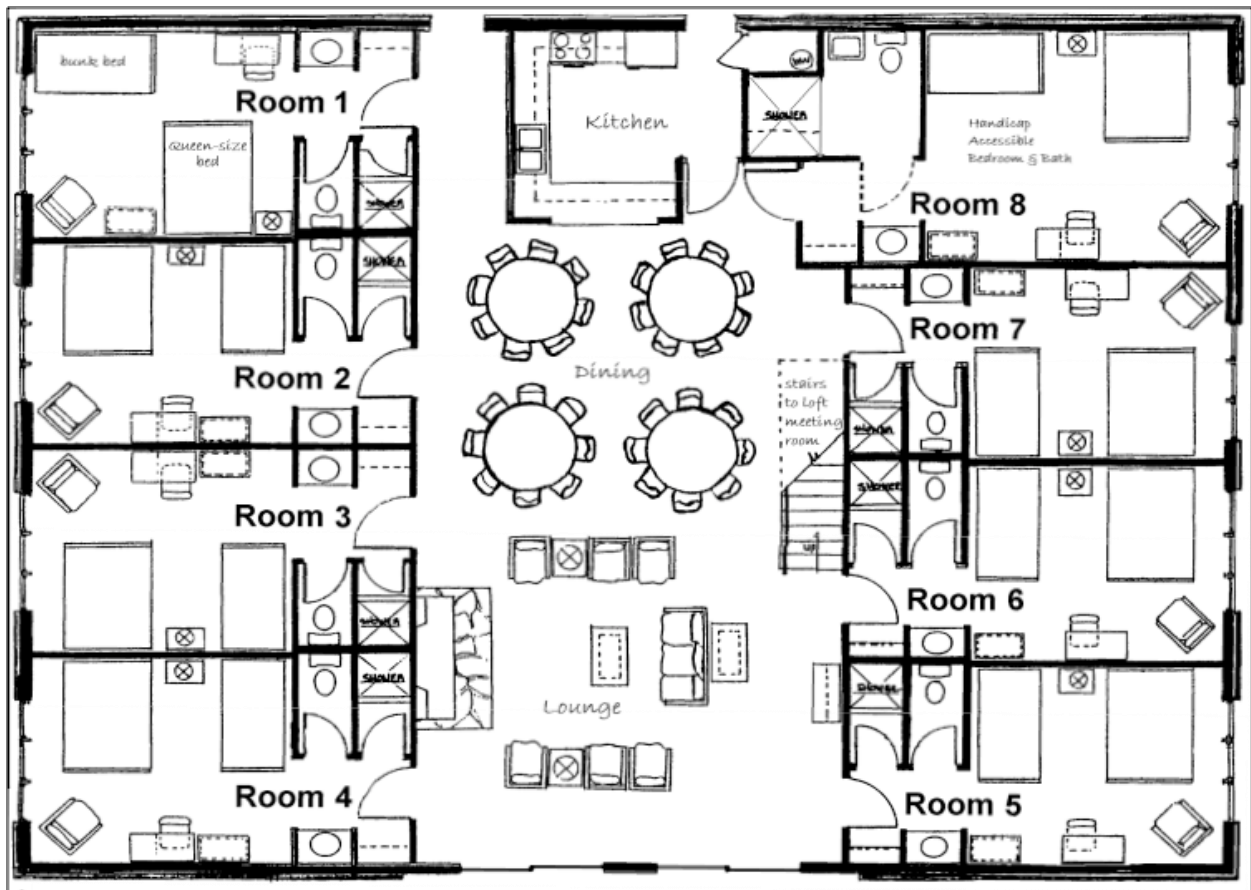 bunk bed
Room 1
Queen-size
bed
SHOWER
SHOWER
Kitchen
HW
SHOWER
Handicap
Accessible
Bedroom & Bath
Room 8
Room 2
Dining
Room 7
stairs
to Loft
meeting
room
SHOWER
SHOWER
UP
Room 3
SHOWER
SHOWER
Room 6
Lounge
SHOWER
Room 4
Room 5